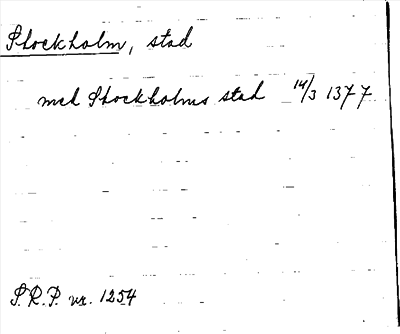 Stockholm, stad
med Stockholms stad 14/3 1377
S.R.P. nr. 1254